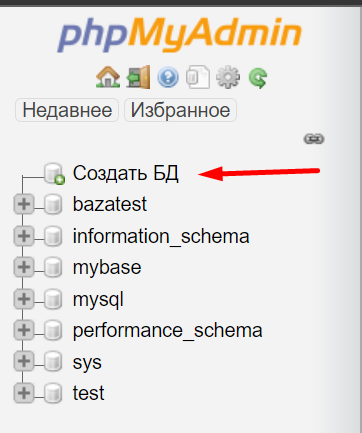 phpMyAdmin
Недавнее Избранное
Создать БД
bazatest
information_schema
mybase
mysql
performance_schema
sys
test